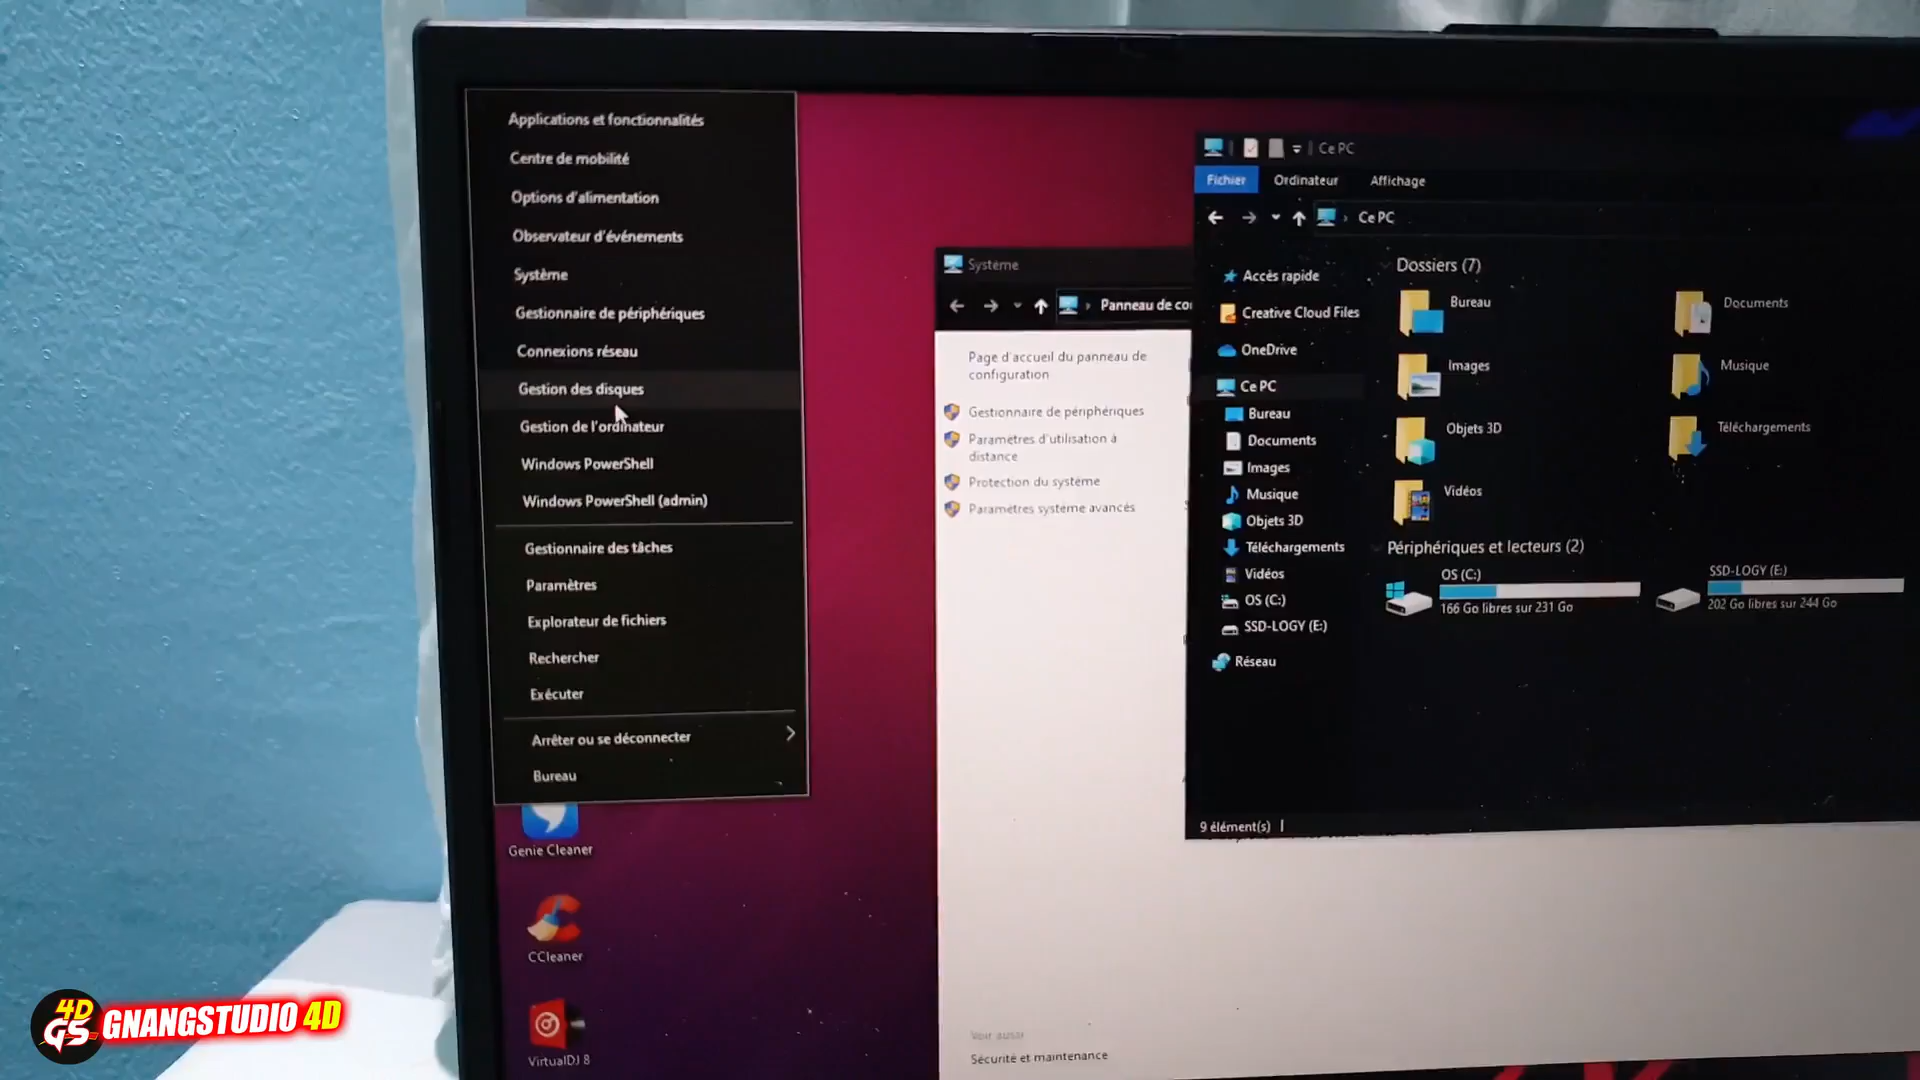 Applications et fonctionnalités
Centre de mobilité
Options d'alimentation
Observateur d'événements
Système
Gestionnaire de périphériques
Connexions réseau
Gestion des disques
Gestion de l'ordinateur
Windows PowerShell
Windows PowerShell (admin)
Gestionnaire des tâches
Paramètres
Explorateur de fichiers
Rechercher
Exécuter
Arrêter ou se déconnecter
Bureau
Genie Cleaner
CCleaner
VirtualDJ 8
Système
Panneau de co
Page d'accueil du panneau de
configuration
Gestionnaire de périphériques
Paramètres d'utilisation à
distance
Protection du système
Paramètres système avancés
Voir aussi
Sécurité et maintenance
Ce PC
Fichier
Ordinateur
Affichage
Ce PC
Accès rapide
Creative Cloud Files
OneDrive
Ce PC
Bureau
Documents
Images
Musique
Objets 3D
Téléchargements
Vidéos
OS (C:)
SSD-LOGY (E:)
Réseau
Dossiers (7)
Bureau
Documents
Images
Musique
Objets 3D
Téléchargements
Vidéos
Périphériques et lecteurs (2)
OS (C:)
166 Go libres sur 231 Go
SSD-LOGY (E:)
202 Go libres sur 244 Go
9 élément(s)
4D
GS
GNANGSTUDIO 4D